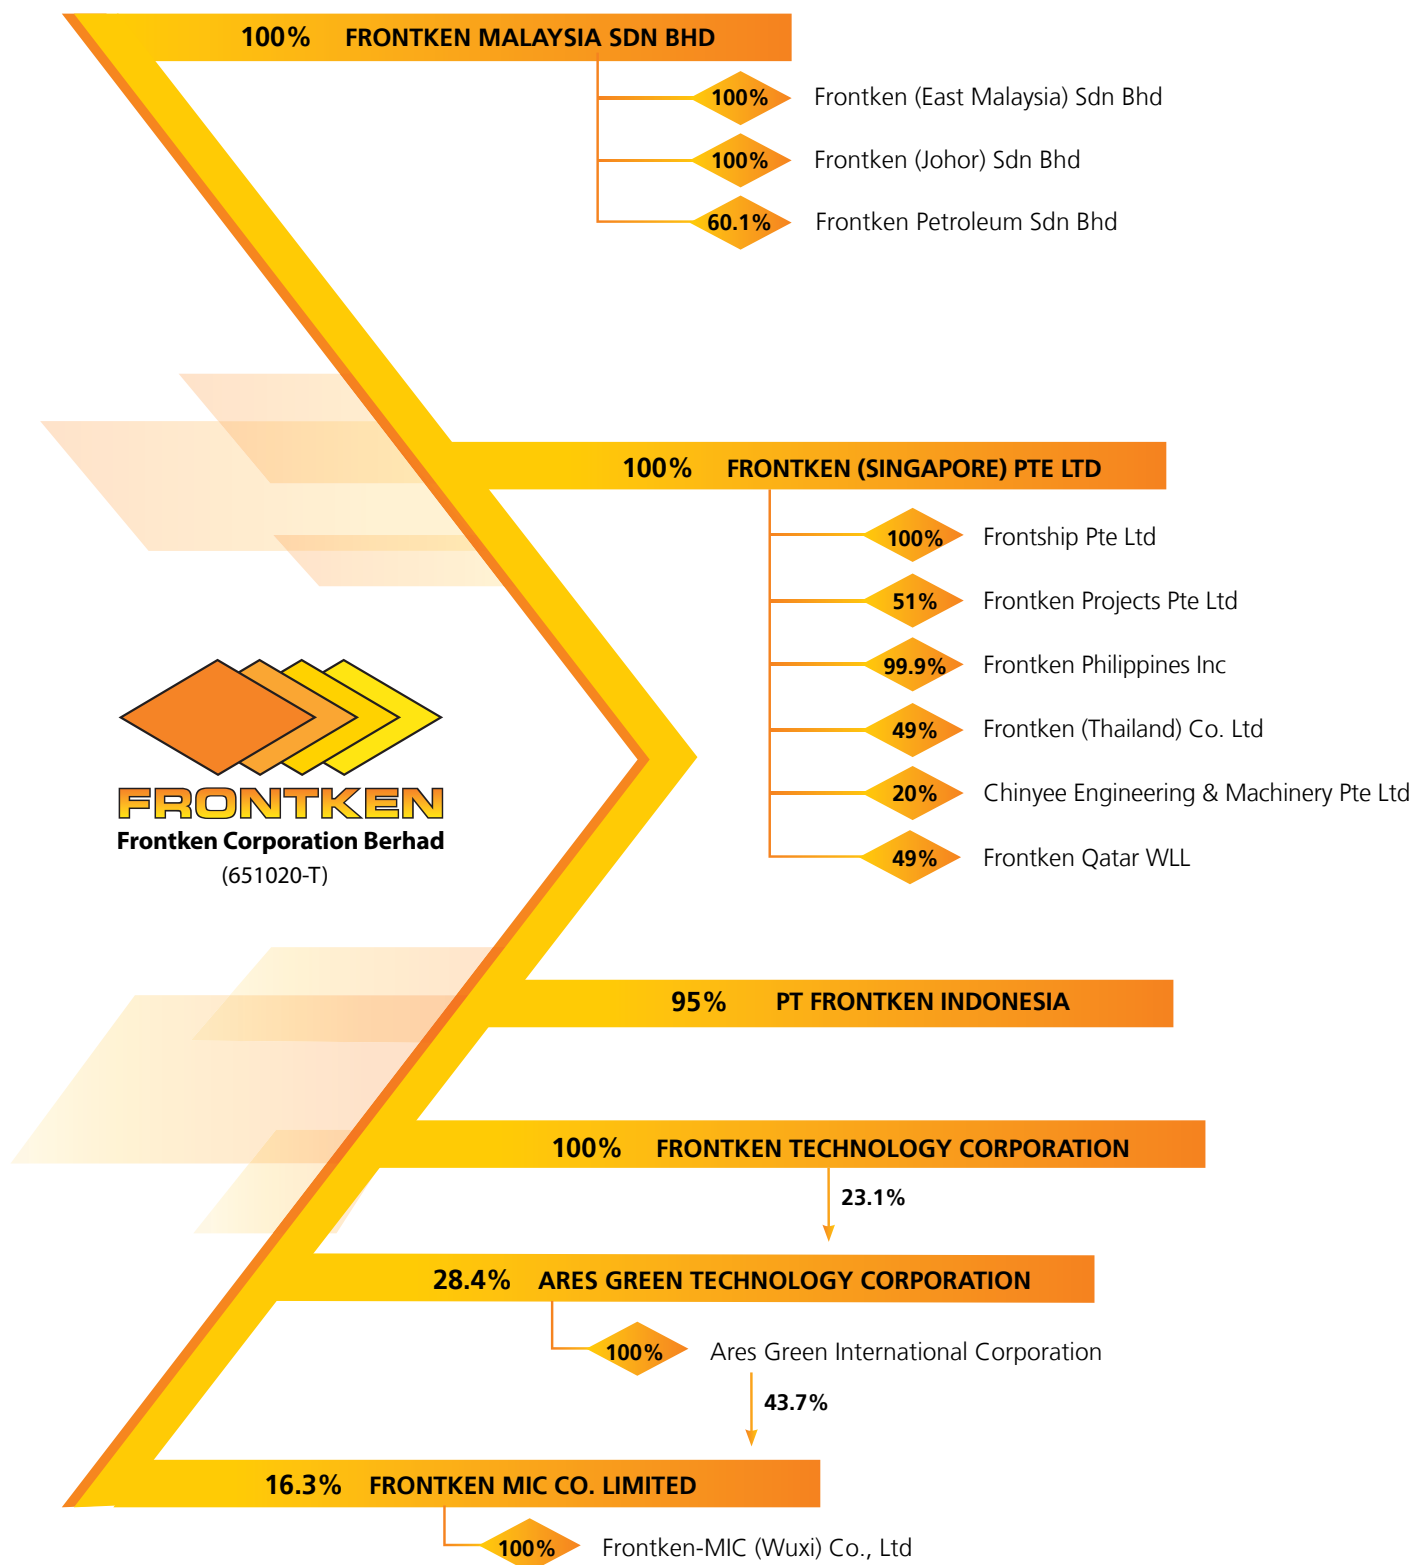 100% FRONTKEN MALAYSIA SDN BHD
100% Frontken (East Malaysia) Sdn Bhd
100% Frontken (Johor) Sdn Bhd
60.1% Frontken Petroleum Sdn Bhd
100% FRONTKEN (SINGAPORE) PTE LTD
100% Frontship Pte Ltd
51% Frontken Projects Pte Ltd
99.9% Frontken Philippines Inc
49% Frontken (Thailand) Co. Ltd
20% Chinyee Engineering & Machinery Pte Ltd
49% Frontken Qatar WLL
FRONTKEN
Frontken Corporation Berhad
(651020-T)
95% PT FRONTKEN INDONESIA
100% FRONTKEN TECHNOLOGY CORPORATION
23.1%
28.4% ARES GREEN TECHNOLOGY CORPORATION
100% Ares Green International Corporation
43.7%
16.3% FRONTKEN MIC CO. LIMITED
100% Frontken-MIC (Wuxi) Co., Ltd